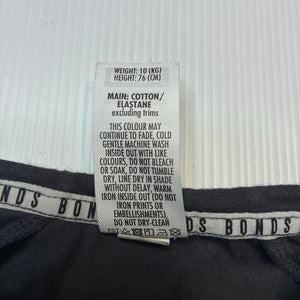 WEIGHT: 10 (KG)
HEIGHT: 76 (CM)
MAIN: COTTON/
ELASTANE
excluding trims
THIS COLOUR MAY
CONTINUE TO FADE, COLD
GENTLE MACHINE WASH
INSIDE OUT WITH LIKE
COLOURS, DO NOT BLEACH
OR SOAK, DO NOT TUMBLE
DRY, LINE DRY IN SHADE
WITHOUT DELAY, WARM
IRON INSIDE OUT (DO NOT
IRON PRINTS OR
EMBELLISHMENTS),
DO NOT DRY-CLEAN
DS BONDS
DS BONDS